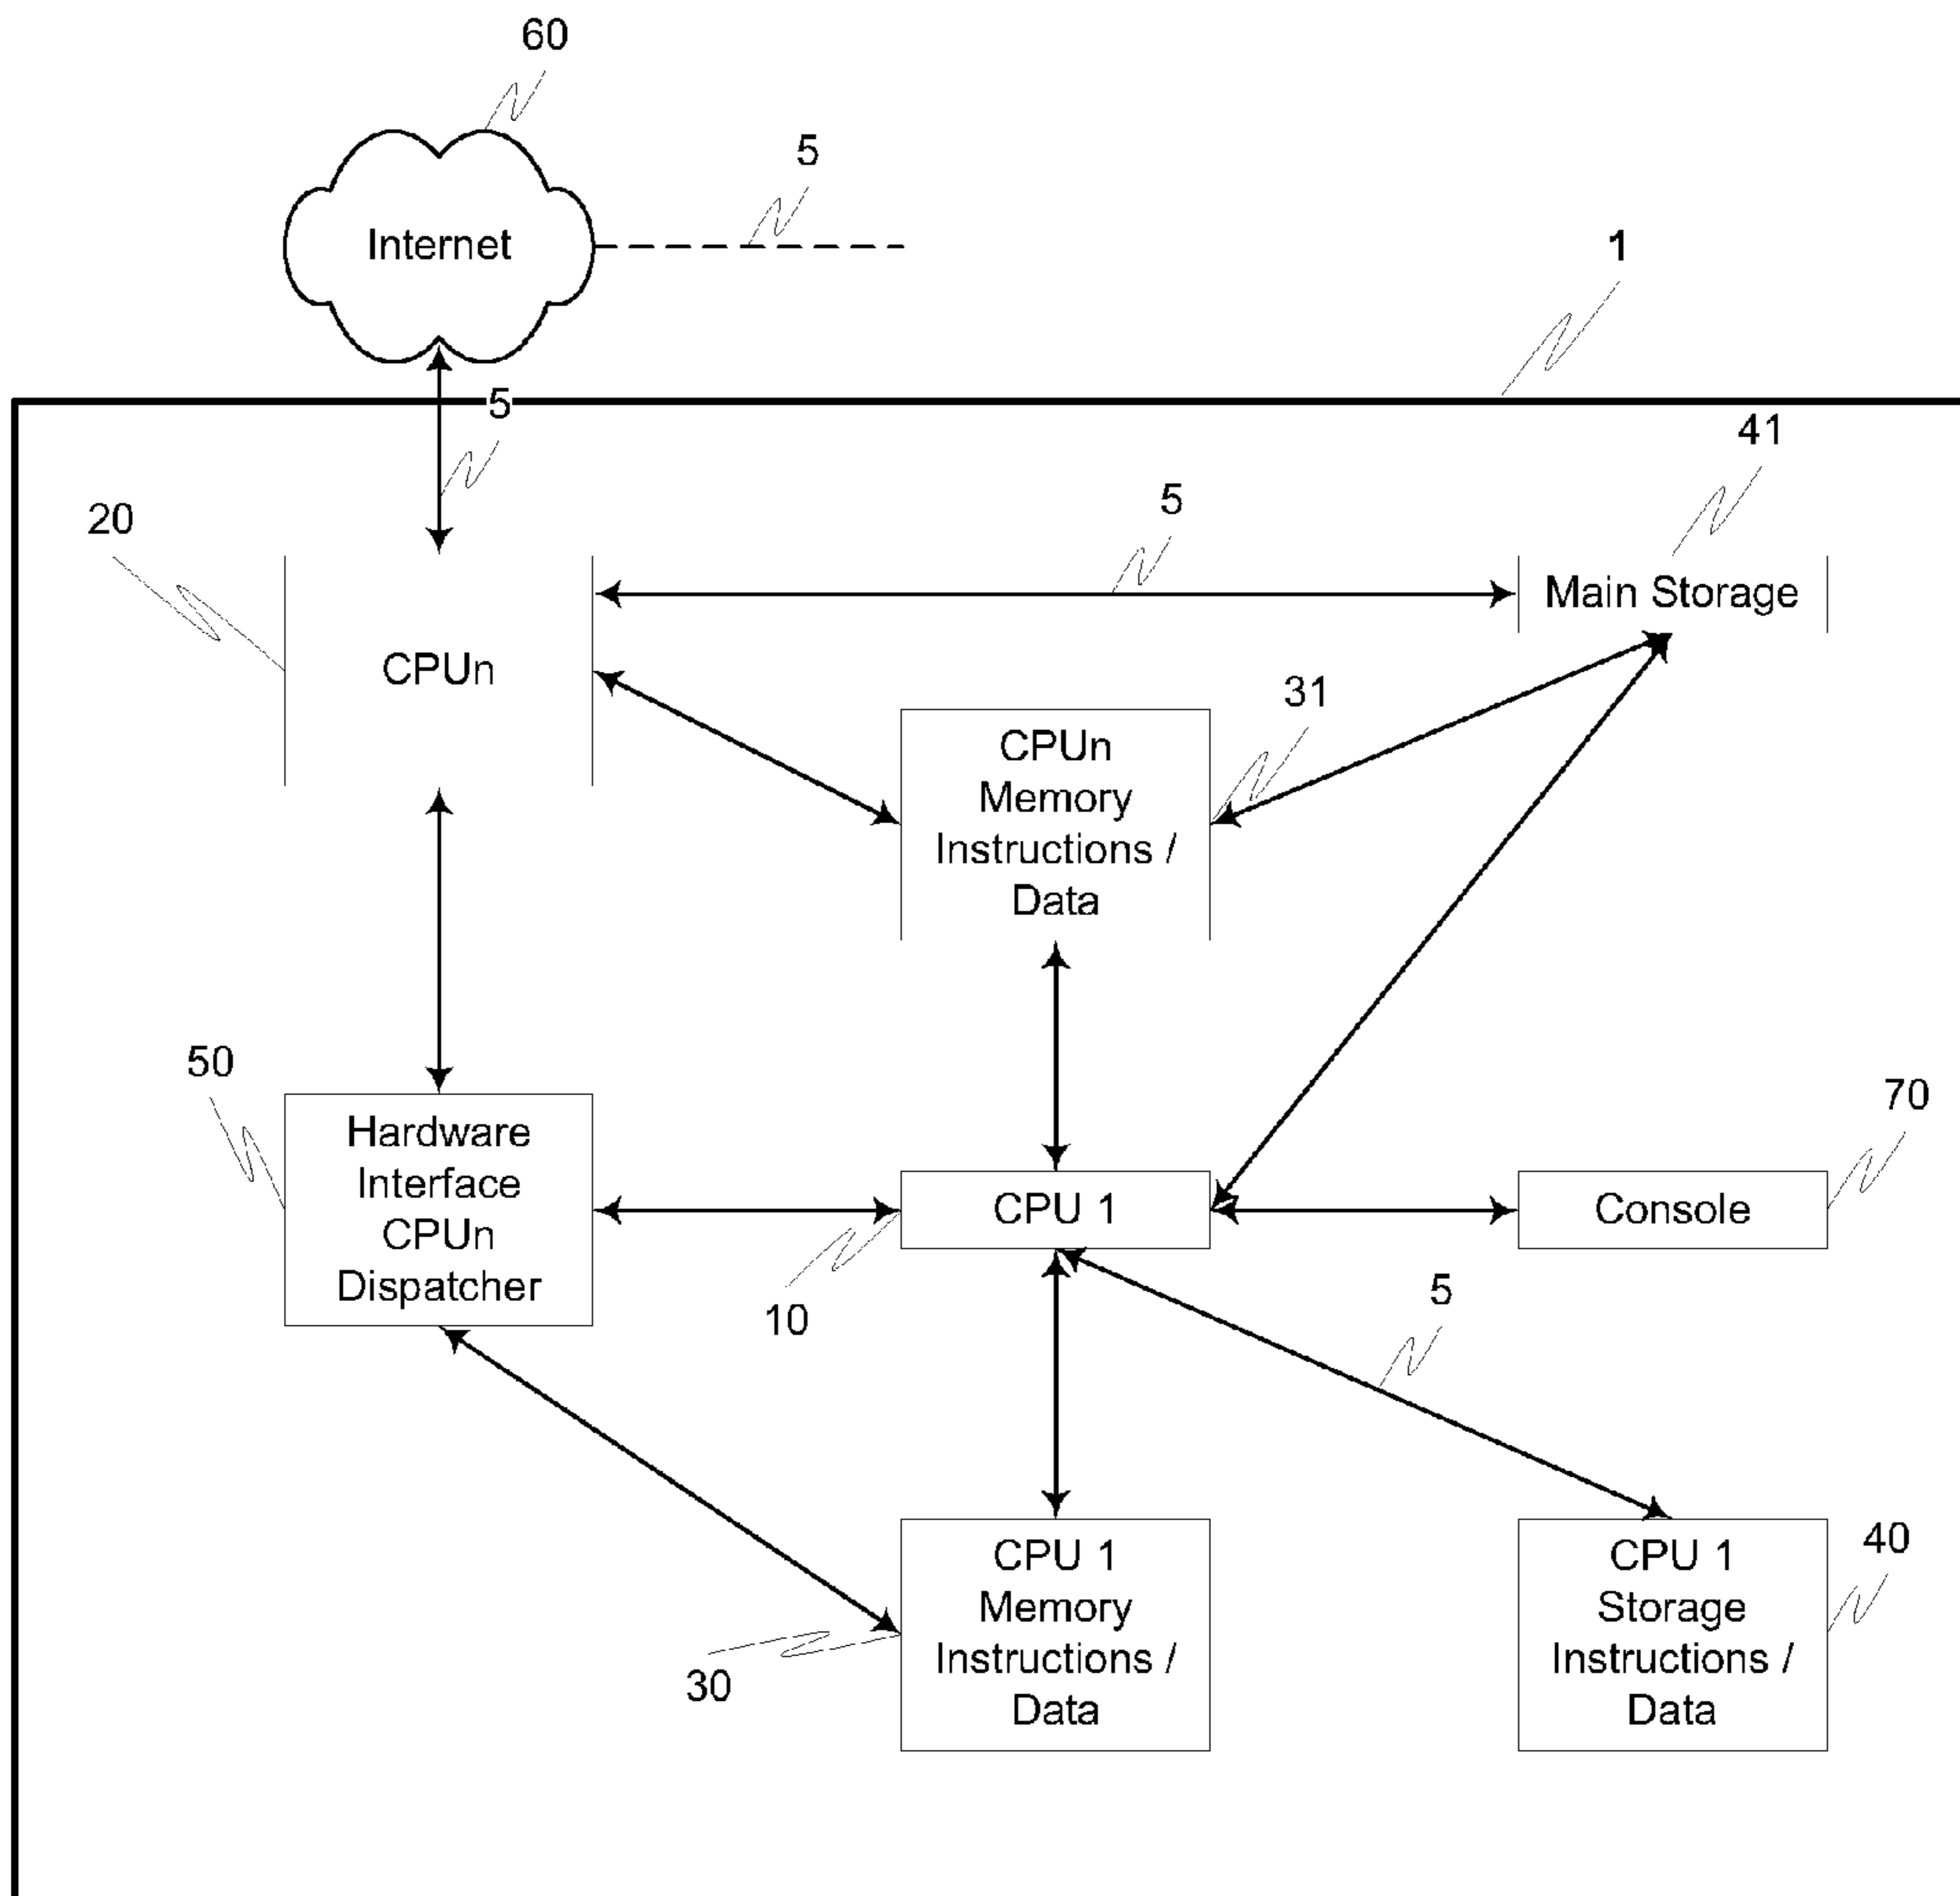 60
5
Internet
1
5
41
20
5
Main Storage
CPUn
31
CPUn
Memory
Instructions /
Data
50
70
Hardware
Interface
CPUn
Dispatcher
CPU 1
Console
10
5
CPU 1
Memory
Instructions /
Data
30
CPU 1
Storage
Instructions /
Data
40